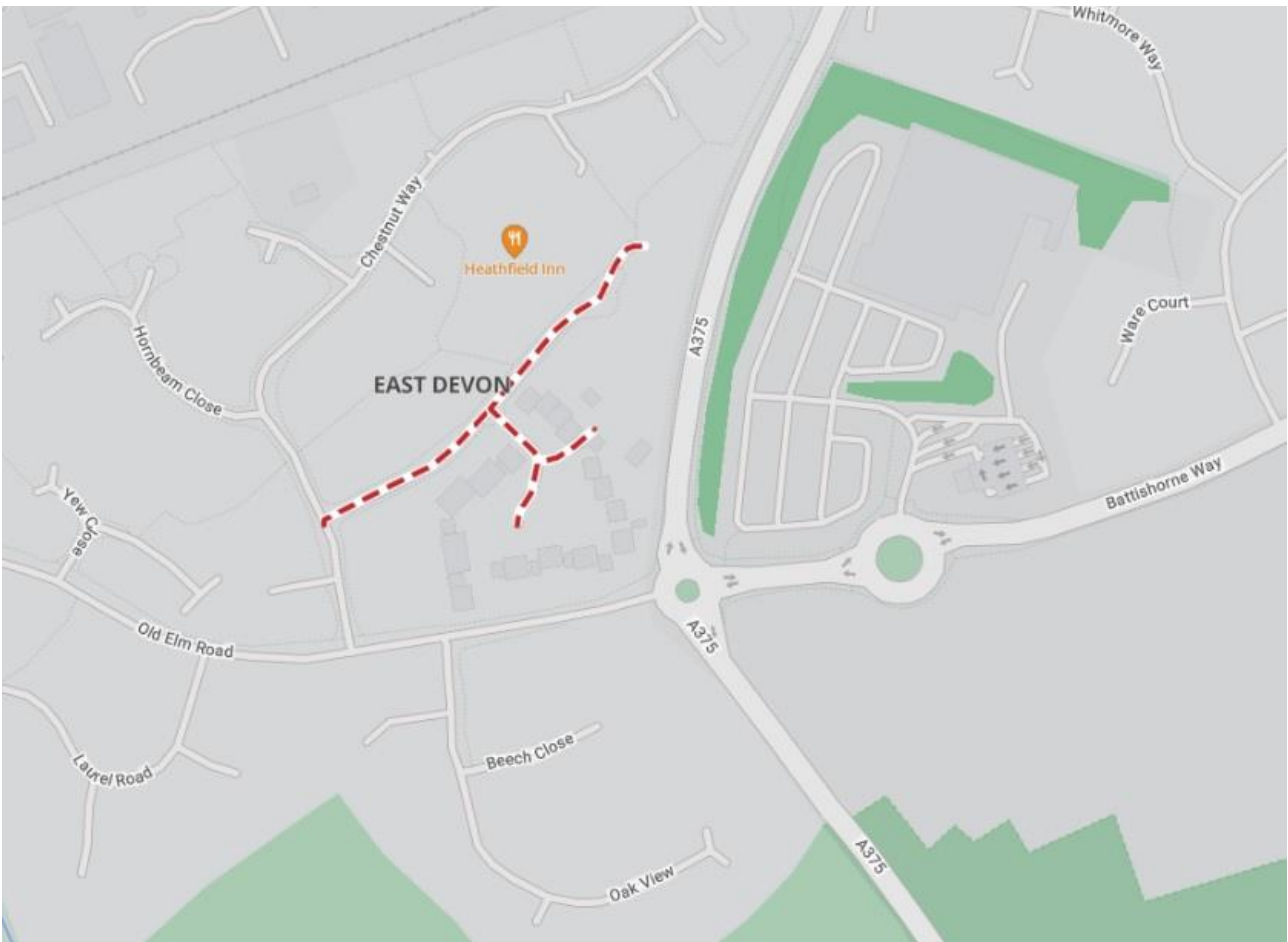 Whitmore Way
Chestnut Way
Heathfield Inn
A375
Ware Court
Hornbeam Close
EAST DEVON
Yew Close
Battishorne Way
Old Elm Road
A375
Laurel Road
Beech Close
A375
Oak View